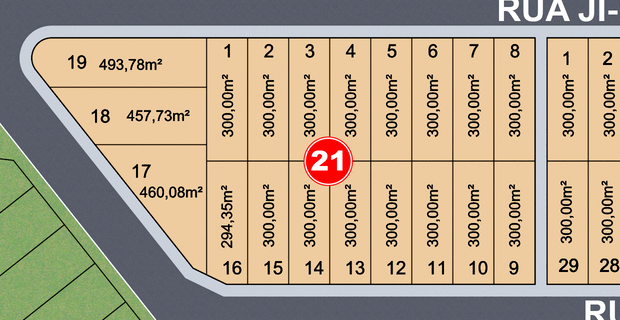 RUA JI-
19 493,78m²
18 457,73m²
17 460,08m²
1 2 3 4 5 6 7 8
300,00m² 300,00m² 300,00m² 300,00m² 300,00m² 300,00m² 300,00m² 300,00m²
21
294,35m² 300,00m² 300,00m² 300,00m² 300,00m² 300,00m² 300,00m² 300,00m²
16 15 14 13 12 11 10 9
1 2
300,00m² 300,00m²
300,00m² 300,00m²
29 28
RU